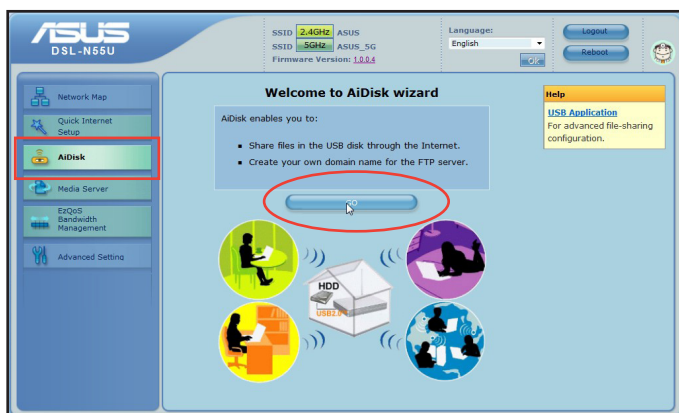 ASUS
DSL-N55U
SSID 2.4GHz ASUS
SSID 5GHz ASUS_5G
Firmware Version: 1.0.0.4
Language:
English
OK
Logout
Reboot
Network Map
Quick Internet
Setup
AiDisk
Media Server
EzQoS
Bandwidth
Management
Advanced Setting
Welcome to AiDisk wizard
AiDisk enables you to:
Share files in the USB disk through the Internet.
Create your own domain name for the FTP server.
GO
HDD
USB2.0
Help
USB Application
For advanced file-sharing
configuration.